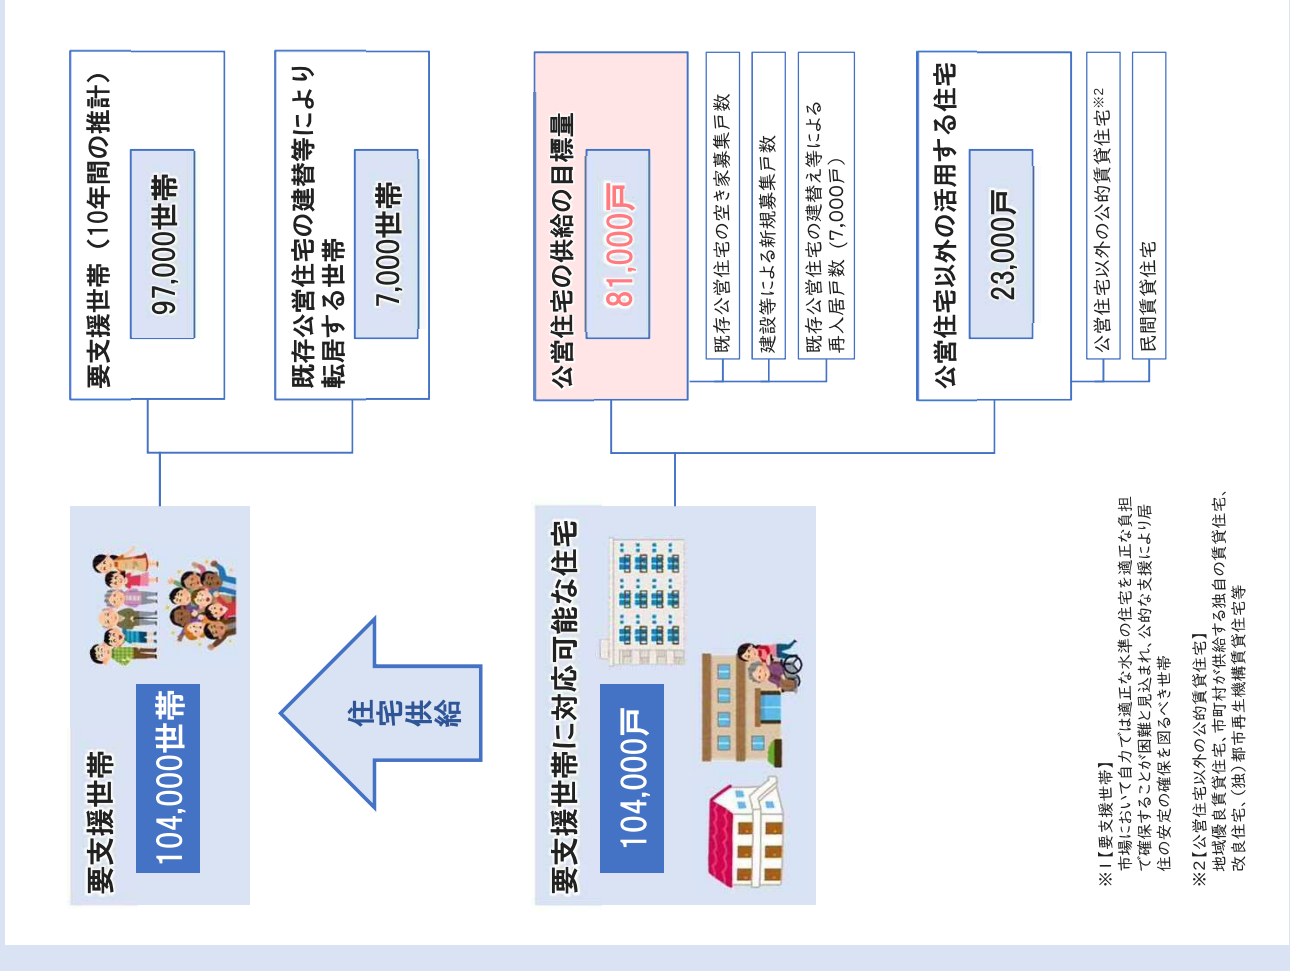 要支援世帯
104,000世帯
要支援世帯（10年間の推計）
97,000世帯
既存公営住宅の建替等により
転居する世帯
7,000世帯
住宅
供給
要支援世帯に対応可能な住宅
104,000戸
公営住宅の供給の目標量
81,000戸
既存公営住宅の空き家募集戸数
建設等による新規募集戸数
既存公営住宅の建替え等による
再入居戸数（7,000戸）
公営住宅以外の活用する住宅
23,000戸
公営住宅以外の公的賃貸住宅※2
民間賃貸住宅
※1【要支援世帯】
市場において自力では適正な水準の住宅を適正な負担
で確保することが困難と見込まれ、公的な支援により居
住の安定の確保を図るべき世帯
※2【公営住宅以外の公的賃貸住宅】
地域優良賃貸住宅、市町村が供給する独自の賃貸住宅、
改良住宅、（独）都市再生機構賃貸住宅等